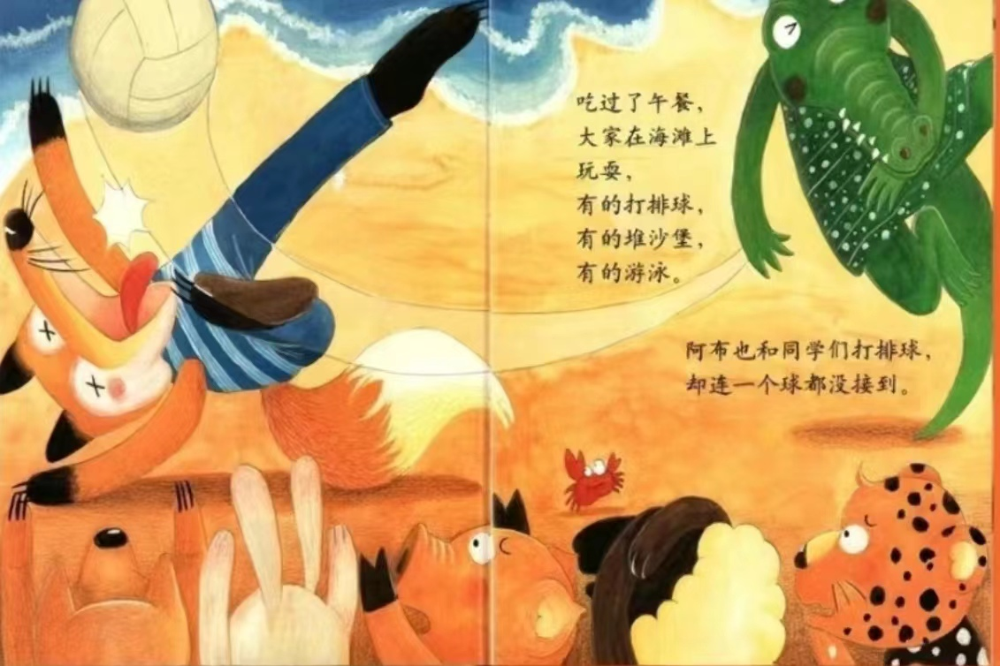 吃过了午餐，
大家在海滩上
玩耍，
有的打排球，
有的堆沙堡，
有的游泳。
阿布也和同学们打排球，
却连一个球都没接到。